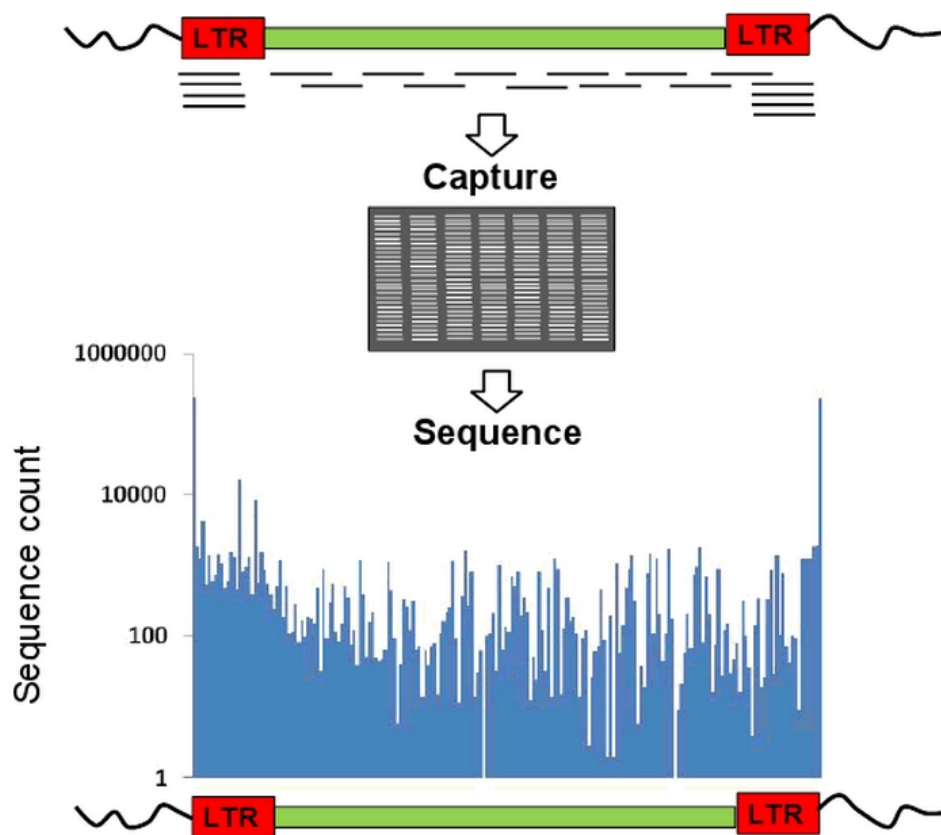 LTR LTR
Capture
Sequence
1000000
10000
100
1
Sequence count
LTR LTR